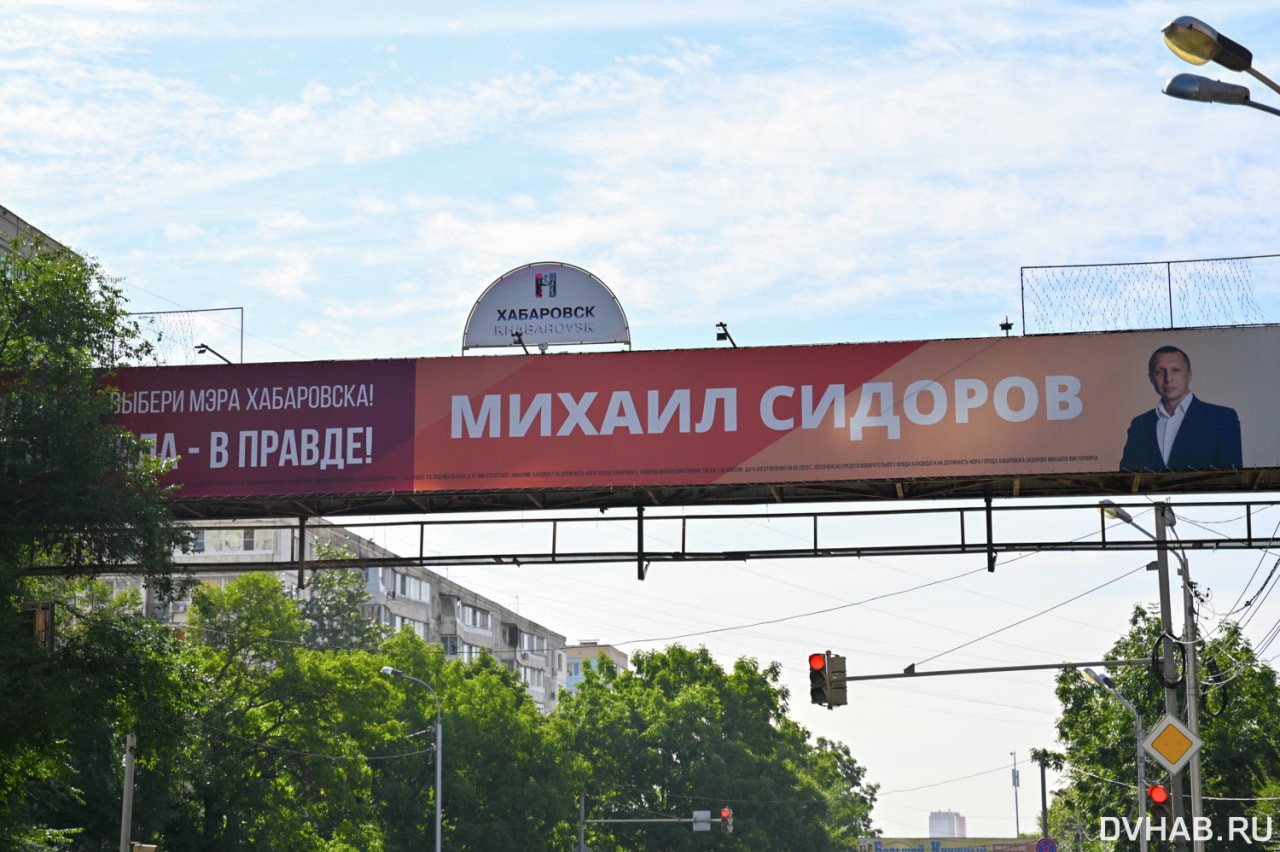 ХАБАРОВСК
KHABAROVSK
ВЫБЕРИ МЭРА ХАБАРОВСКА!
- В ПРАВДЕ!
МИХАИЛ СИДОРОВ
DVHAB.RU